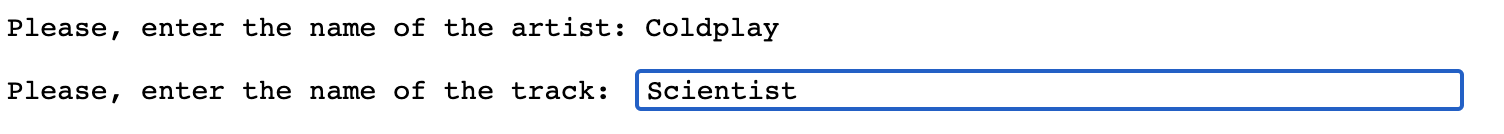 Please, enter the name of the artist: Coldplay
Please, enter the name of the track: Scientist